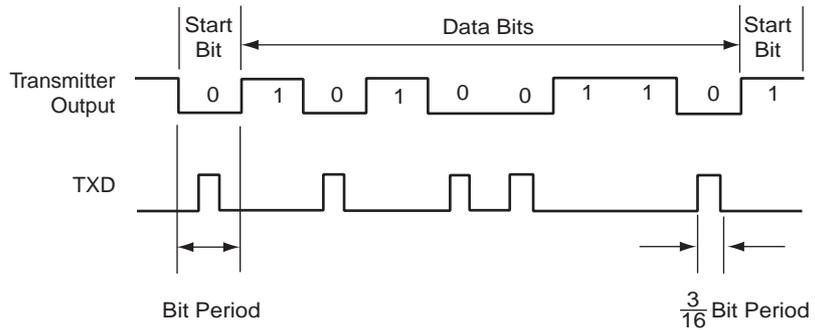 Start
Bit
Data Bits
Start
Bit
Transmitter
Output
0 1 0 1 0 0 1 1 0 1
TXD
Bit Period
3/16 Bit Period